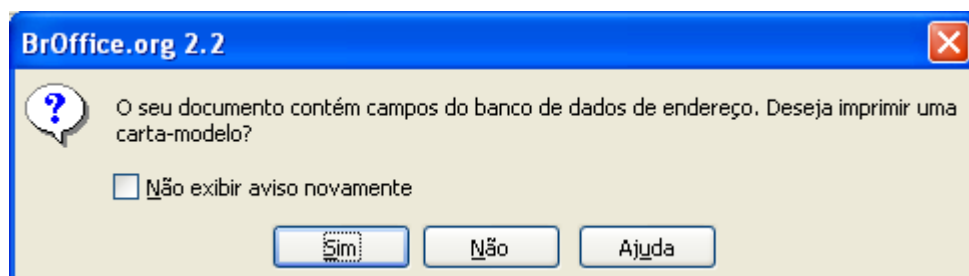 BrOffice.org 2.2
O seu documento contém campos do banco de dados de endereço. Deseja imprimir uma
carta-modelo?
Não exibir aviso novamente
Sim Não Ajuda